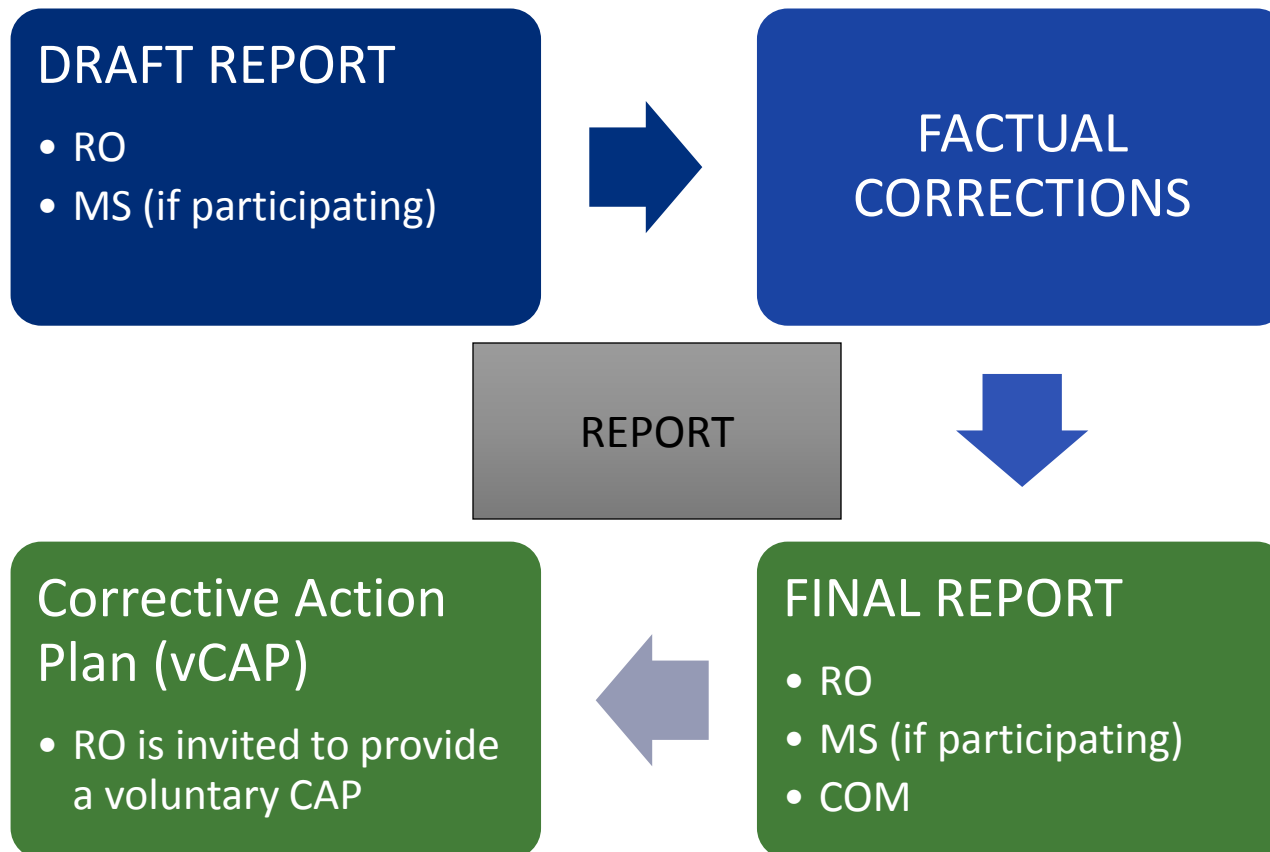 DRAFT REPORT
• RO
• MS (if participating)
FACTUAL
CORRECTIONS
REPORT
Corrective Action
Plan (vCAP)
• RO is invited to provide
a voluntary CAP
FINAL REPORT
• RO
• MS (if participating)
• COM